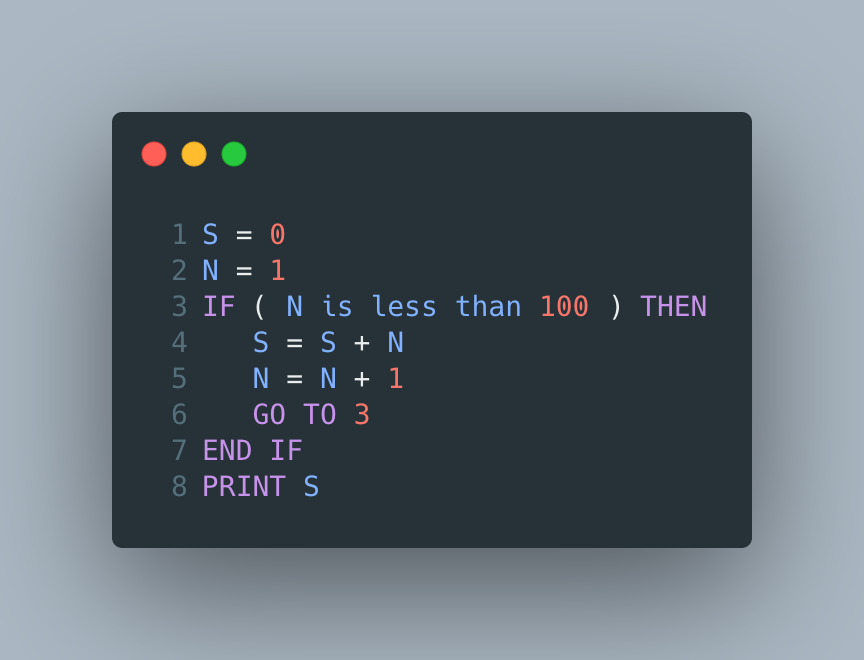 1 S = 0
2 N = 1
3 IF ( N is less than 100 ) THEN
4    S = S + N
5    N = N + 1
6    GO TO 3
7 END IF
8 PRINT S